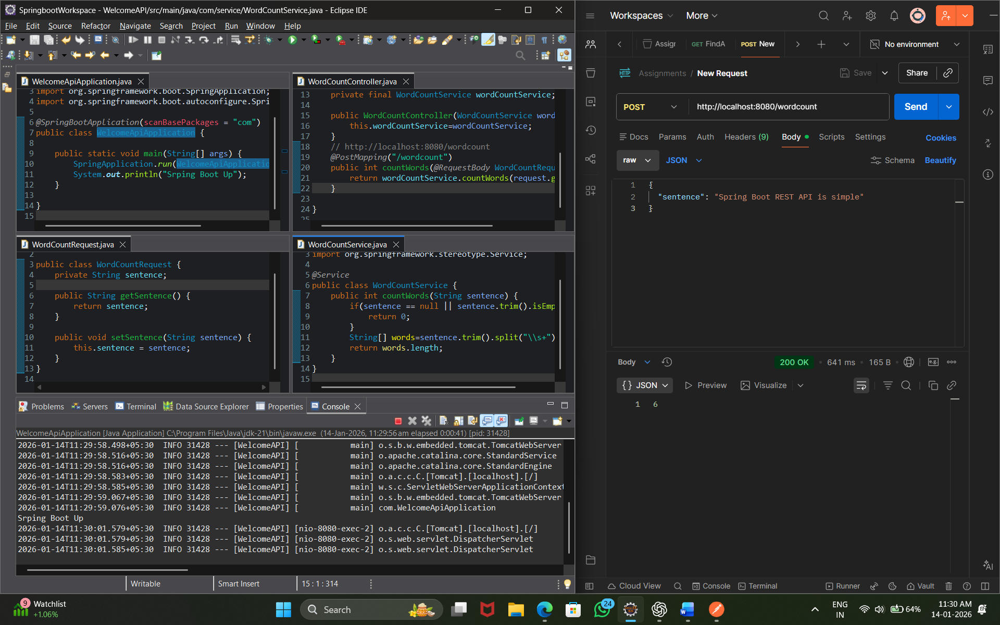 SpringbootWorkspace - WelcomeAPI/src/main/java/com/service/WordCountService.java - Eclipse IDE
File Edit Source Refactor Navigate Search Project Run Window Help
WelcomeApiApplication.java
3 import org.springframework.boot.SpringApplication;
4 import org.springframework.boot.autoconfigure.Spri
5
6 @SpringBootApplication(scanBasePackages = "com")
7 public class WelcomeApiApplication {
8
9 public static void main(String[] args) {
10 SpringApplication.run(WelcomeApiApplicatio
11 System.out.println("Srping Boot Up");
12 }
13
14 }
15
WordCountController.java
13 private final WordCountService wordCountService;
14
15 public WordCountController(WordCountService word
16 this.wordCountService=wordCountService;
17 }
18 // http://localhost:8080/wordcount
19 @PostMapping("/wordcount")
20 public int countWords(@RequestBody WordCountRequ
21 return wordCountService.countWords(request.g
22 }
23
24 }
25
WordCountRequest.java
2
3 public class WordCountRequest {
4 private String sentence;
5
6 public String getSentence() {
7 return sentence;
8 }
9
10 public void setSentence(String sentence) {
11 this.sentence = sentence;
12 }
13 }
14
WordCountService.java
3 import org.springframework.stereotype.Service;
4
5 @Service
6 public class WordCountService {
7 public int countWords(String sentence) {
8 if(sentence == null || sentence.trim().isEmp
9 return 0;
10 }
11 String[] words=sentence.trim().split("\\s+")
12 return words.length;
13 }
14 }
15
Problems Servers Terminal Data Source Explorer Properties Console
WelcomeApiApplication [Java Application] C:\Program Files\Java\jdk-21\bin\javaw.exe (14-Jan-2026, 11:29:56 am elapsed 0:00:41) [pid: 31428]
2026-01-14T11:29:58.498+05:30 INFO 31428 --- [WelcomeAPI] [ main] o.s.b.w.embedded.tomcat.TomcatWebServer
2026-01-14T11:29:58.516+05:30 INFO 31428 --- [WelcomeAPI] [ main] o.apache.catalina.core.StandardService
2026-01-14T11:29:58.516+05:30 INFO 31428 --- [WelcomeAPI] [ main] o.apache.catalina.core.StandardEngine
2026-01-14T11:29:58.583+05:30 INFO 31428 --- [WelcomeAPI] [ main] o.a.c.c.C.[Tomcat].[localhost].[/]
2026-01-14T11:29:58.585+05:30 INFO 31428 --- [WelcomeAPI] [ main] w.s.c.ServletWebServerApplicationContext
2026-01-14T11:29:59.067+05:30 INFO 31428 --- [WelcomeAPI] [ main] o.s.b.w.embedded.tomcat.TomcatWebServer
2026-01-14T11:29:59.076+05:30 INFO 31428 --- [WelcomeAPI] [ main] com.WelcomeApiApplication
Srping Boot Up
2026-01-14T11:30:01.579+05:30 INFO 31428 --- [WelcomeAPI] [nio-8080-exec-2] o.a.c.c.C.[Tomcat].[localhost].[/]
2026-01-14T11:30:01.579+05:30 INFO 31428 --- [WelcomeAPI] [nio-8080-exec-2] o.s.web.servlet.DispatcherServlet
2026-01-14T11:30:01.585+05:30 INFO 31428 --- [WelcomeAPI] [nio-8080-exec-2] o.s.web.servlet.DispatcherServlet
Writable Smart Insert 15 : 1 : 314
Workspaces More
Assigr GET FindA POST New No environment
HTTP Assignments / New Request Save Share
POST http://localhost:8080/wordcount Send
Docs Params Auth Headers (9) Body Scripts Settings Cookies
raw JSON Schema Beautify
1 {
2 "sentence": "Spring Boot REST API is simple"
3 }
Body 200 OK 641 ms 165 B e.g.
{} JSON Preview Visualize
1 6
Cloud View Console Terminal Runner Vault
9 Watchlist
+1.06%
Search
24
ENG
IN
64%
11:30 AM
14-01-2026